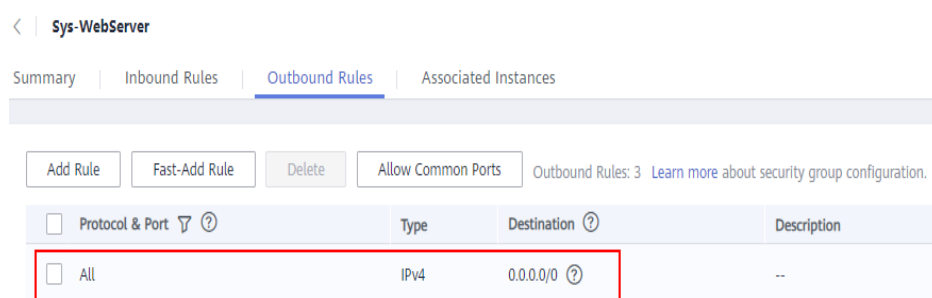 Sys-WebServer
Summary Inbound Rules Outbound Rules Associated Instances
Add Rule Fast-Add Rule Delete Allow Common Ports Outbound Rules: 3 Learn more about security group configuration.
Protocol & Port Type Destination Description
All IPv4 0.0.0.0/0 --